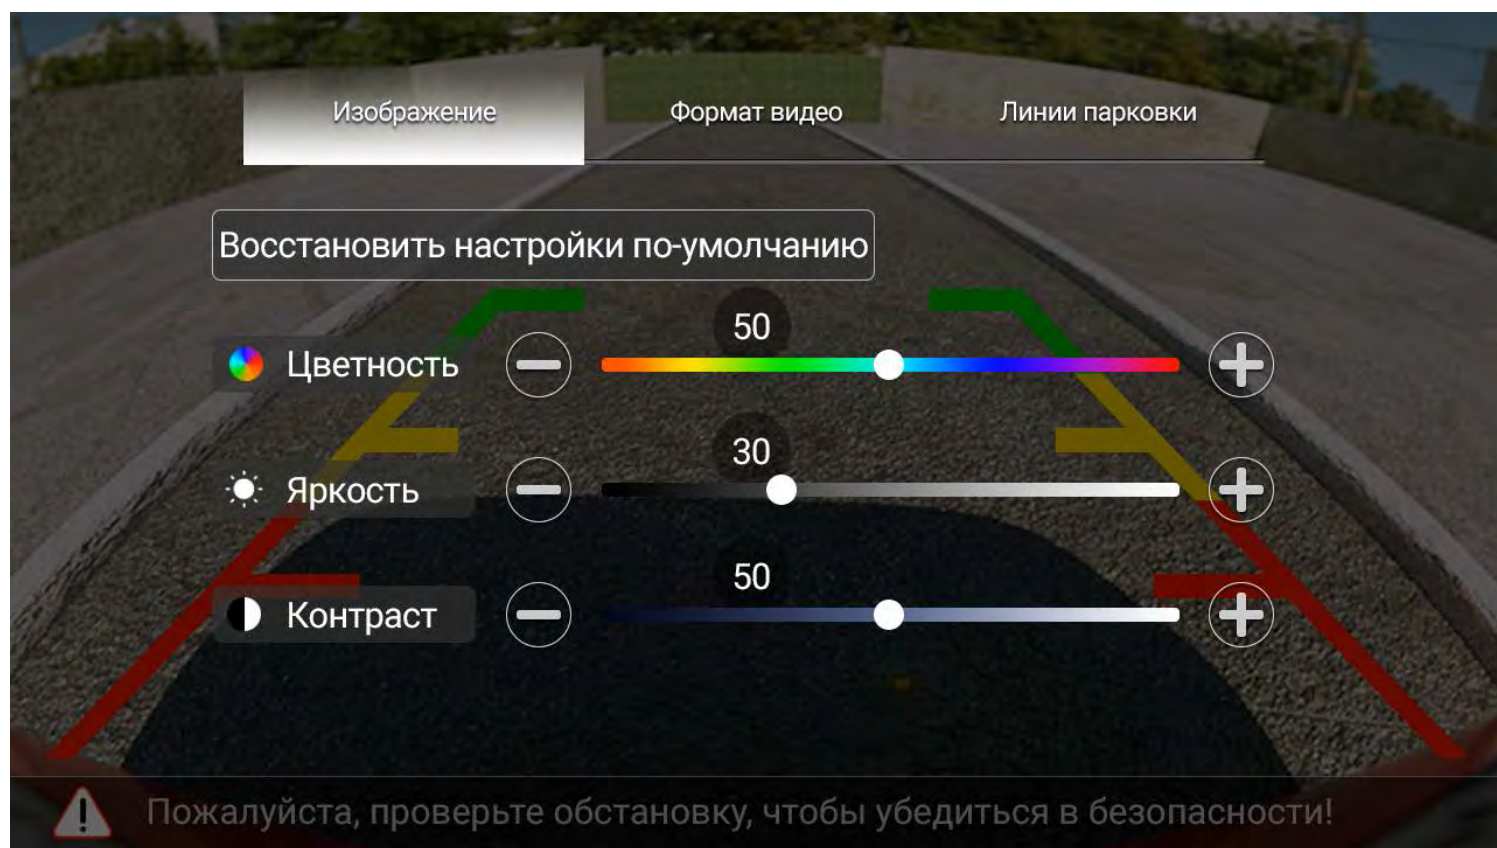 Изображение
Формат видео
Линии парковки
Восстановить настройки по-умолчанию
50
Цветность
30
Яркость
50
Контраст
Пожалуйста, проверьте обстановку, чтобы убедиться в безопасности!